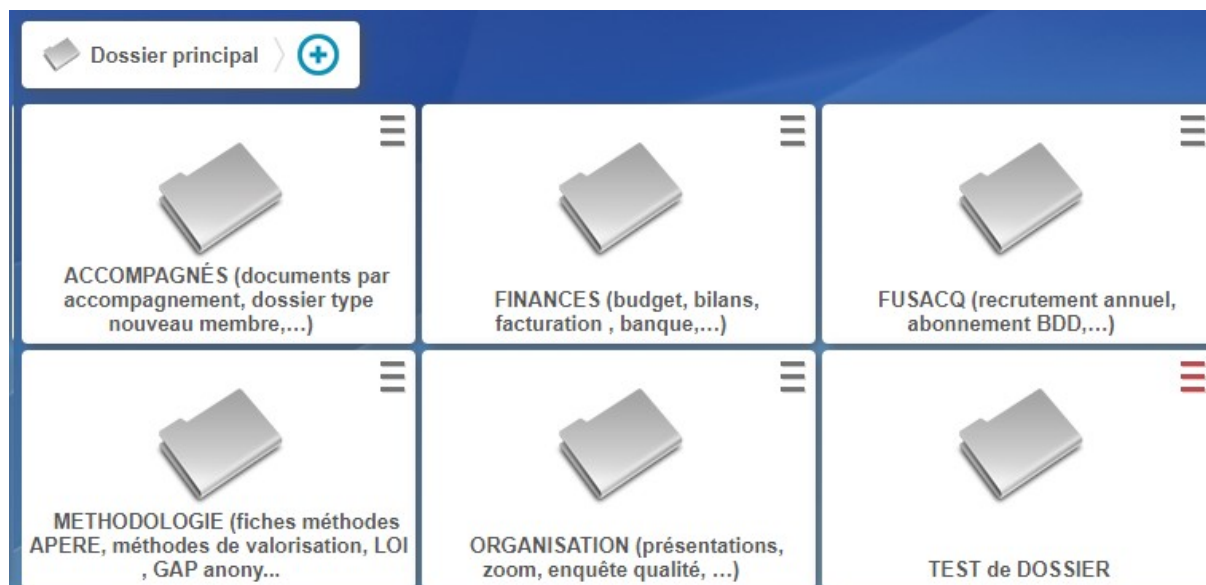 Dossier principal
ACCOMPAGNÉS (documents par
accompagnement, dossier type
nouveau membre,...)
FINANCES (budget, bilans,
facturation , banque,...)
FUSACQ (recrutement annuel,
abonnement BDD,...)
METHODOLOGIE (fiches méthodes
APERE, méthodes de valorisation, LOI
, GAP anony...
ORGANISATION (présentations,
zoom, enquête qualité, ...)
TEST de DOSSIER